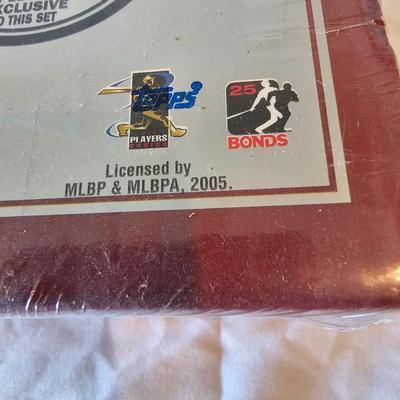 EXCLUSIVE
TO THIS SET
topps
PLAYERS
CHOICE
25
BONDS
Licensed by
MLBP & MLBPA, 2005.